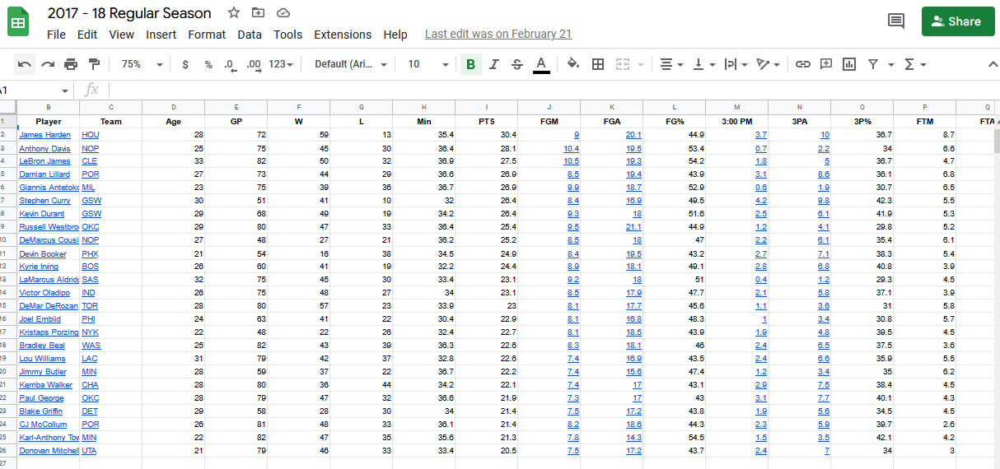 2017 - 18 Regular Season
File Edit View Insert Format Data Tools Extensions Help Last edit was on February 21
Share
75% $ % .0 .00 123 Default (Ari... 10 B I S A
A1 fx
B C D E F G H I J K L M N O P Q
1 Player Team Age GP W L Min PTS FGM FGA FG% 3:00 PM 3PA 3P% FTM FTA
2 James Harden HOU 28 72 59 13 35.4 30.4 9 20.1 44.9 3.7 10 36.7 8.7
3 Anthony Davis NOP 25 75 45 30 36.4 28.1 10.4 19.5 53.4 0.7 2.2 34 6.6
4 LeBron James CLE 33 82 50 32 36.9 27.5 10.5 19.3 54.2 1.8 5 36.7 4.7
5 Damian Lillard POR 27 73 44 29 36.6 26.9 8.5 19.4 43.9 3.1 8.6 36.1 6.8
6 Giannis Antetokc MIL 23 75 39 36 36.7 26.9 9.9 18.7 52.9 0.6 1.9 30.7 6.5
7 Stephen Curry GSW 30 51 41 10 32 26.4 8.4 16.9 49.5 4.2 9.8 42.3 5.5
8 Kevin Durant GSW 29 68 49 19 34.2 26.4 9.3 18 51.6 2.5 6.1 41.9 5.3
9 Russell Westbro OKC 29 80 47 33 36.4 25.4 9.5 21.1 44.9 1.2 4.1 29.8 5.2
10 DeMarcus Cousi NOP 27 48 27 21 36.2 25.2 8.5 18 47 2.2 6.1 35.4 6.1
11 Devin Booker PHX 21 54 16 38 34.5 24.9 8.4 19.5 43.2 2.7 7.1 38.3 5.4
12 Kyrie Irving BOS 26 60 41 19 32.2 24.4 8.9 18.1 49.1 2.8 6.8 40.8 3.9
13 LaMarcus Aldridg SAS 32 75 45 30 33.4 23.1 9.2 18 51 0.4 1.2 29.3 4.5
14 Victor Oladipo IND 26 75 48 27 34 23.1 8.5 17.9 47.7 2.1 5.8 37.1 3.9
15 DeMar DeRozan TOR 28 80 57 23 33.9 23 8.1 17.7 45.6 1.1 3.6 31 5.8
16 Joel Embiid PHI 24 63 41 22 30.4 22.9 8.1 16.8 48.3 1 3.4 30.8 5.7
17 Kristaps Porzing NYK 22 48 22 26 32.4 22.7 8.1 18.5 43.9 1.9 4.8 39.5 4.5
18 Bradley Beal WAS 25 82 43 39 36.3 22.6 8.3 18.1 46 2.4 6.5 37.5 3.6
19 Lou Williams LAC 31 79 42 37 32.8 22.6 7.4 16.9 43.5 2.4 6.6 35.9 5.5
20 Jimmy Butler MIN 28 59 37 22 36.7 22.2 7.4 15.6 47.4 1.2 3.4 35 6.2
21 Kemba Walker CHA 28 80 36 44 34.2 22.1 7.4 17 43.1 2.9 7.5 38.4 4.5
22 Paul George OKC 28 79 47 32 36.6 21.9 7.3 17 43 3.1 7.7 40.1 4.3
23 Blake Griffin DET 29 58 28 30 34 21.4 7.5 17.2 43.8 1.9 5.6 34.5 4.5
24 CJ McCollum POR 26 81 48 33 36.1 21.4 8.2 18.6 44.3 2.3 5.9 39.7 2.6
25 Karl-Anthony Tow MIN 22 82 47 35 35.6 21.3 7.8 14.3 54.5 1.5 3.5 42.1 4.2
26 Donovan Mitchell UTA 21 79 46 33 33.4 20.5 7.5 17.2 43.7 2.4 7 34 3
27